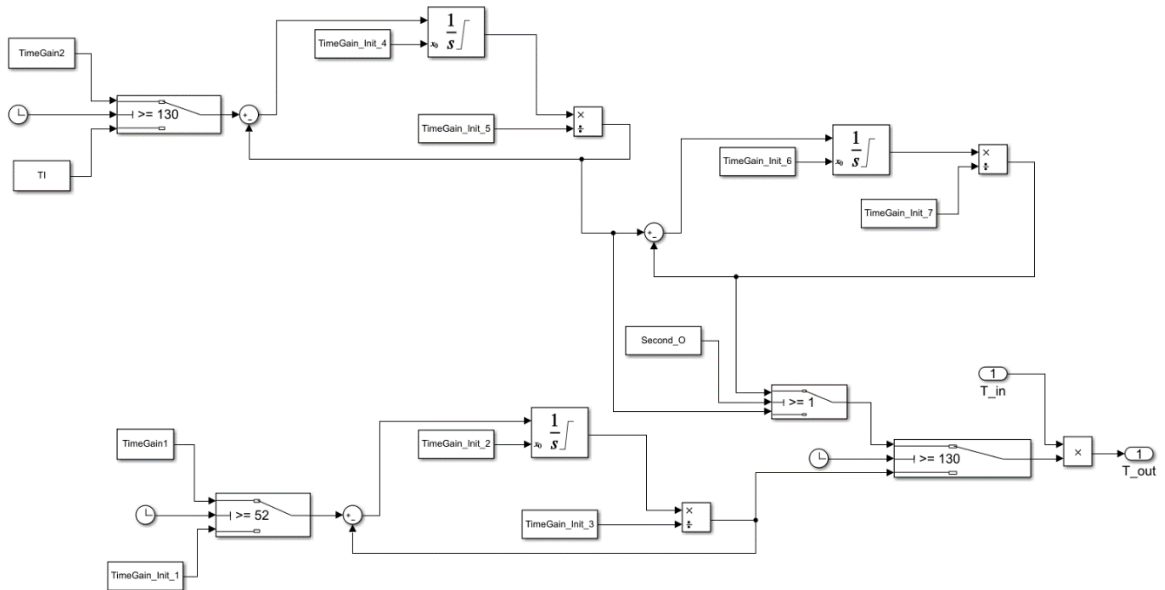 1
s
TimeGain_Init_4
x₀
TimeGain2
>= 130
+
-
×
÷
TimeGain_Init_5
TI
1
s
TimeGain_Init_6
x₀
×
÷
TimeGain_Init_7
+
-
Second_O
1
T_in
>= 1
1
s
TimeGain1
TimeGain_Init_2
x₀
>= 130
×
1
T_out
>= 52
+
-
×
÷
TimeGain_Init_3
TimeGain_Init_1